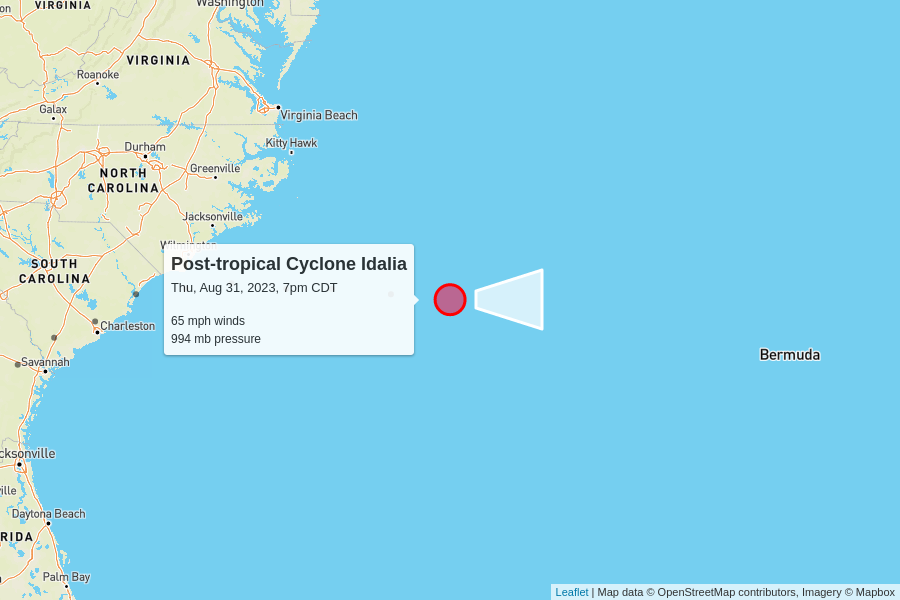 Washington
on
VIRGINIA
VIRGINIA
Roanoke
Galax
Virginia Beach
Kitty Hawk
Durham
Greenville
NORTH
CAROLINA
Jacksonville
Wilmington
Post-tropical Cyclone Idalia
Thu, Aug 31, 2023, 7pm CDT
65 mph winds
994 mb pressure
SOUTH
CAROLINA
Charleston
Savannah
Bermuda
cksonville
ville
Daytona Beach
RIDA
Palm Bay
Leaflet | Map data © OpenStreetMap contributors, Imagery © Mapbox